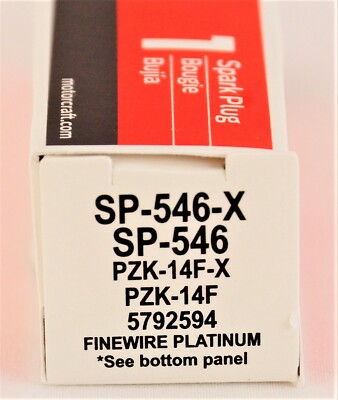 1
Spark Plug
Bougie
Bujía
motorcraft.com
SP-546-X
SP-546
PZK-14F-X
PZK-14F
5792594
FINEWIRE PLATINUM
*See bottom panel